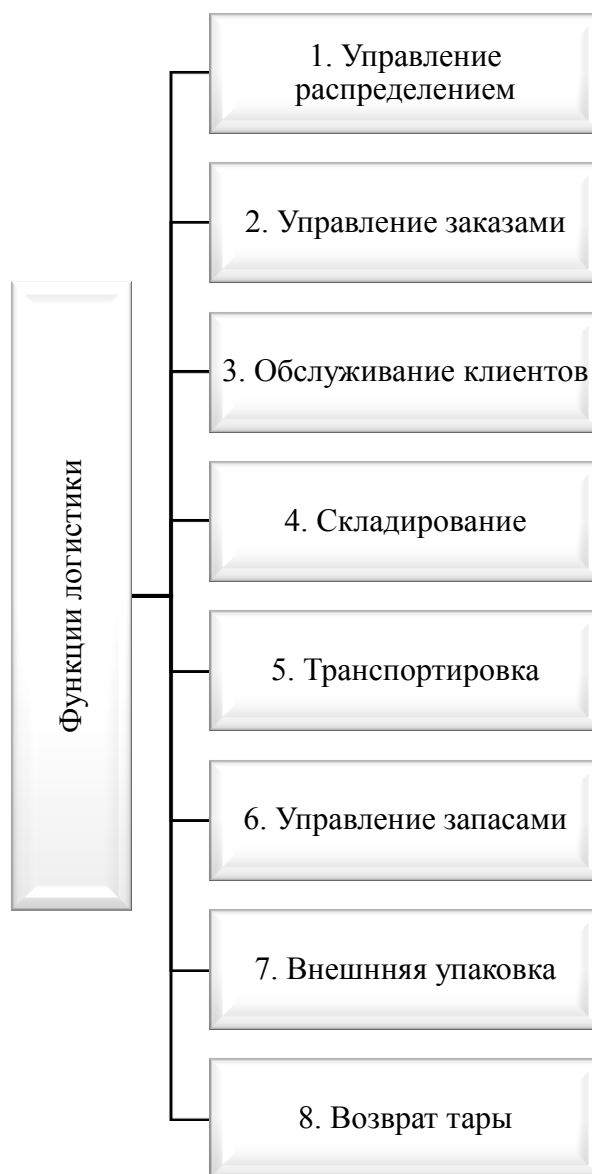 Функции логистики
1. Управление
распределением
2. Управление заказами
3. Обслуживание клиентов
4. Складирование
5. Транспортировка
6. Управление запасами
7. Внешнняя упаковка
8. Возврат тары